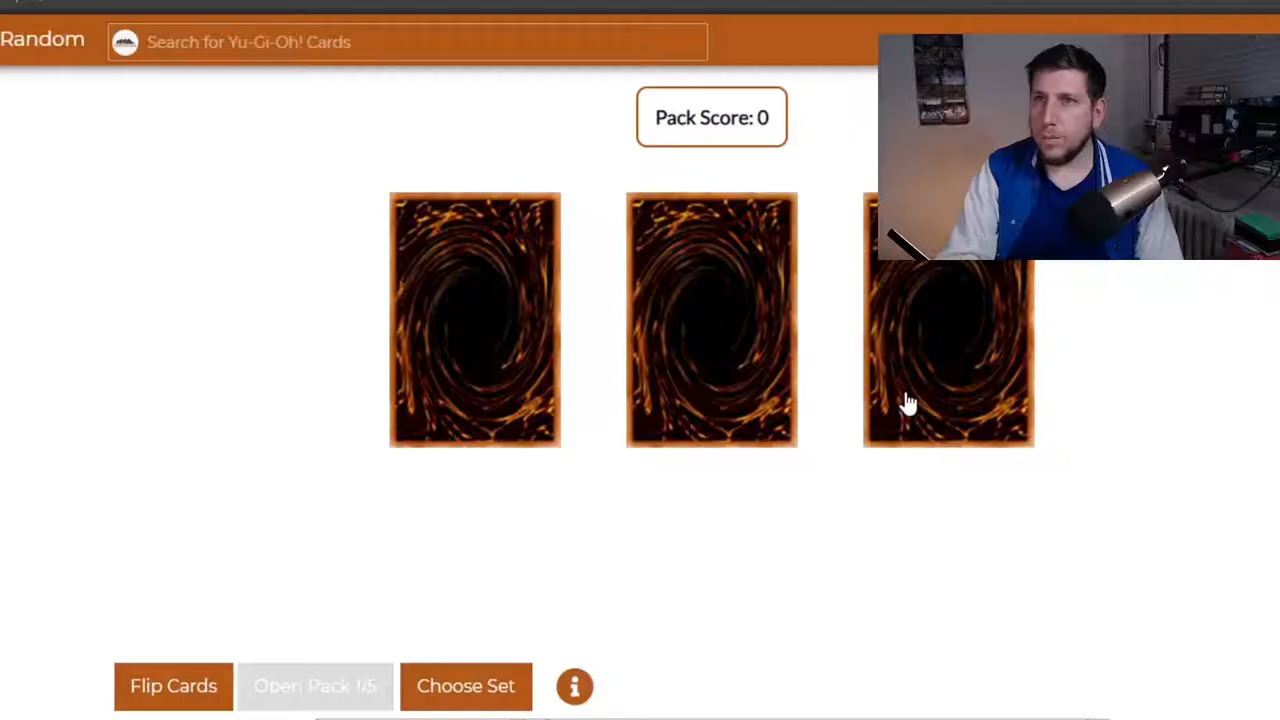 Random
Search for Yu-Gi-Oh! Cards
Pack Score: 0
Flip Cards
Open Pack 1/5
Choose Set